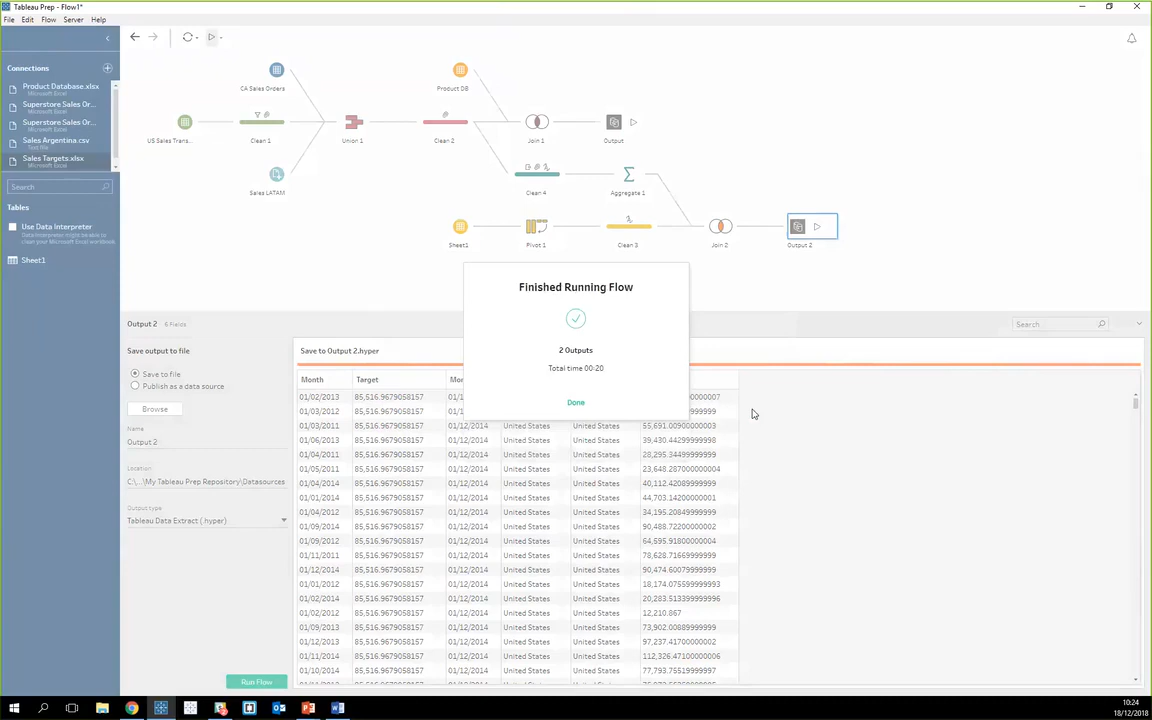 Tableau Prep - Flow1*
File Edit Flow Server Help
Connections
Product Database.xlsx
Microsoft Excel
Superstore Sales Or...
Microsoft Excel
Superstore Sales Or...
Microsoft Excel
Sales Argentina.csv
Text file
Sales Targets.xlsx
Microsoft Excel
Search
Tables
Use Data Interpreter
Data Interpreter might be able to
clean your Microsoft Excel workbook
Sheet1
CA Sales Orders
Product DB
US Sales Trans...
Clean 1
Union 1
Clean 2
Join 1
Output
Sales LATAM
Clean 4
Aggregate 1
Sheet1
Pivot 1
Clean 3
Join 2
Output 2
Finished Running Flow
2 Outputs
Total time 00:20
Done
Output 2 6 Fields
Search
Save output to file
Save to file
Publish as a data source
Browse
Name
Output 2
Location
C:\...\My Tableau Prep Repository\Datasources
Output type
Tableau Data Extract (.hyper)
Run Flow
Save to Output 2.hyper
Month Target
01/02/2013 85,516.9679058157
01/03/2012 85,516.9679058157
01/03/2011 85,516.9679058157 01/12/2014 United States United States 55,691.00900000003
01/06/2013 85,516.9679058157 01/12/2014 United States United States 39,430.44299999998
01/04/2011 85,516.9679058157 01/12/2014 United States United States 28,295.34499999999
01/05/2011 85,516.9679058157 01/12/2014 United States United States 23,648.287000000004
01/04/2014 85,516.9679058157 01/12/2014 United States United States 40,112.42089999999
01/01/2014 85,516.9679058157 01/12/2014 United States United States 44,703.14200000001
01/04/2012 85,516.9679058157 01/12/2014 United States United States 34,195.20849999999
01/09/2014 85,516.9679058157 01/12/2014 United States United States 90,488.72200000002
01/09/2012 85,516.9679058157 01/12/2014 United States United States 64,595.91800000004
01/11/2011 85,516.9679058157 01/12/2014 United States United States 78,628.71669999999
01/12/2014 85,516.9679058157 01/12/2014 United States United States 90,474.60079999999
01/01/2012 85,516.9679058157 01/12/2014 United States United States 18,174.075599999993
01/02/2014 85,516.9679058157 01/12/2014 United States United States 20,283.513399999996
01/02/2012 85,516.9679058157 01/12/2014 United States United States 12,210.867
01/09/2013 85,516.9679058157 01/12/2014 United States United States 73,902.00889999999
01/12/2013 85,516.9679058157 01/12/2014 United States United States 97,237.41700000002
01/11/2014 85,516.9679058157 01/12/2014 United States United States 112,326.47100000006
01/10/2014 85,516.9679058157 01/12/2014 United States United States 77,793.75519999997
10:24
18/12/2018